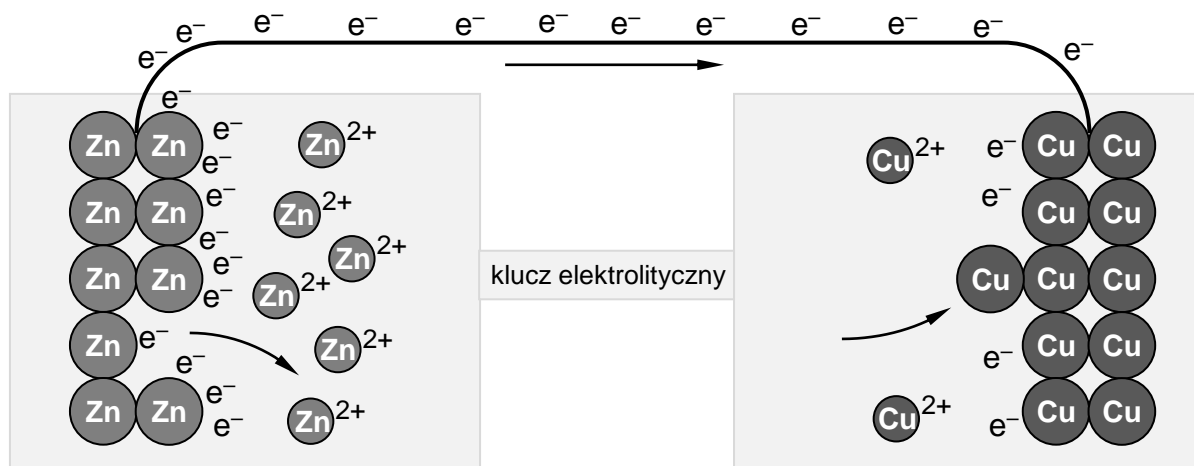 e⁻ e⁻ e⁻ e⁻ e⁻ e⁻ e⁻ e⁻ e⁻ e⁻
e⁻ e⁻
e⁻ e⁻
Zn Zn e⁻ Zn²⁺ Cu²⁺ e⁻ Cu Cu
e⁻
Zn Zn e⁻ Zn²⁺ e⁻ Cu Cu
e⁻ Zn²⁺
Zn Zn e⁻ klucz elektrolityczny Cu Cu Cu
e⁻ Zn²⁺
Zn e⁻ Zn²⁺ e⁻ Cu Cu
e⁻
Zn Zn e⁻ Zn²⁺ Cu²⁺ e⁻ Cu Cu
e⁻